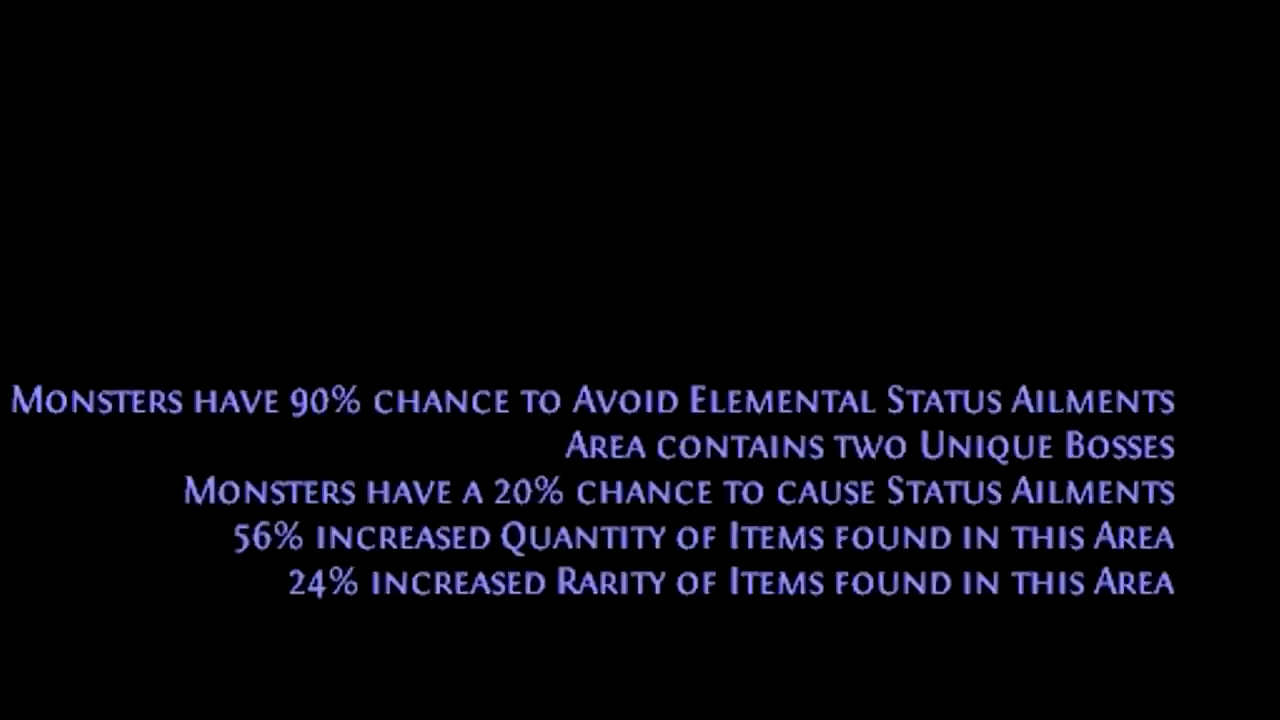 Monsters have 90% chance to Avoid Elemental Status Ailments
Area contains two Unique Bosses
Monsters have a 20% chance to cause Status Ailments
56% increased Quantity of Items found in this Area
24% increased Rarity of Items found in this Area